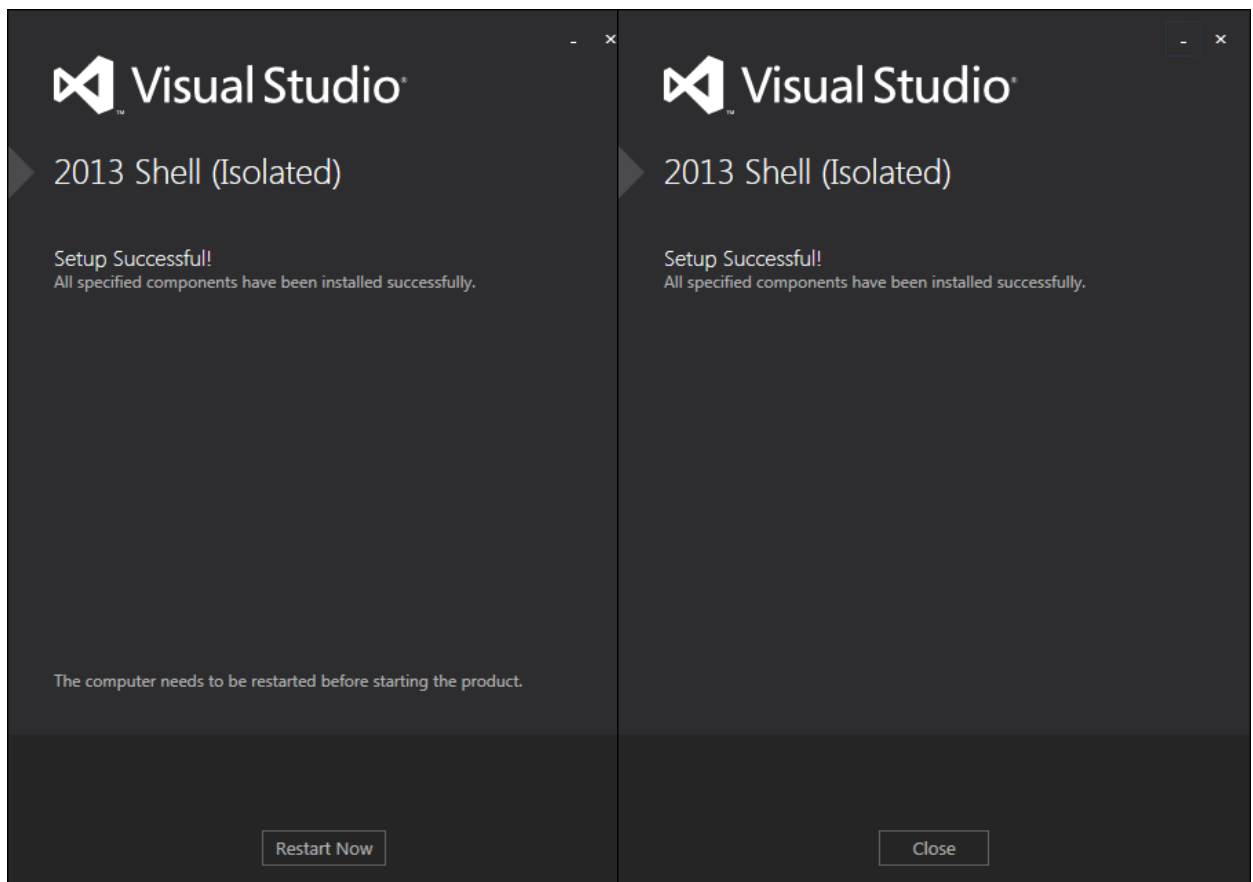 Visual Studio®
™
2013 Shell (Isolated)
Setup Successful!
All specified components have been installed successfully.
The computer needs to be restarted before starting the product.
Restart Now
Visual Studio®
™
2013 Shell (Isolated)
Setup Successful!
All specified components have been installed successfully.
Close